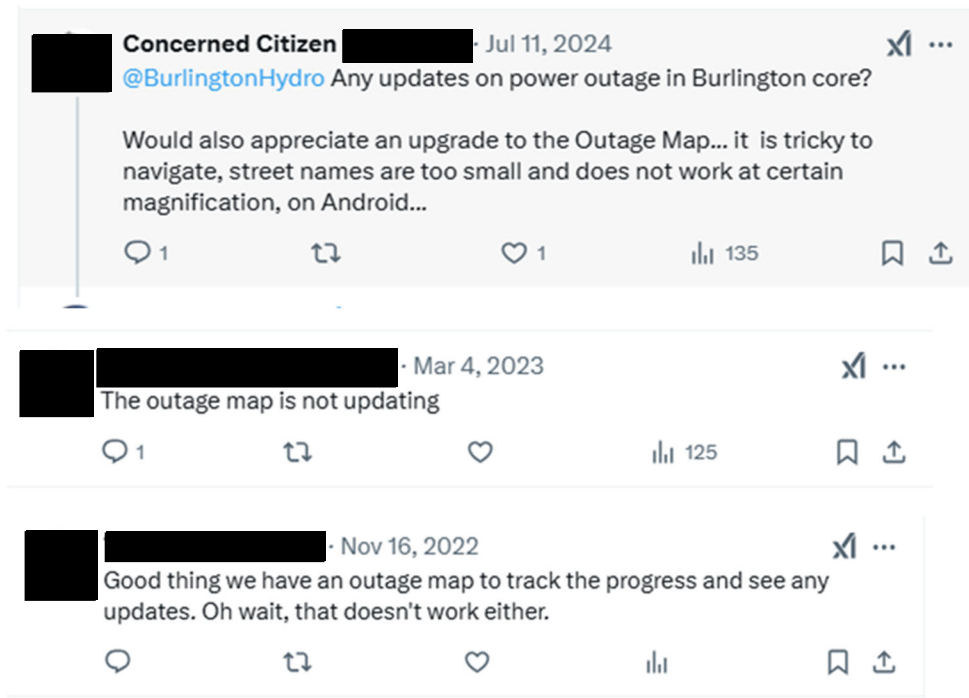 Concerned Citizen · Jul 11, 2024
@BurlingtonHydro Any updates on power outage in Burlington core?
Would also appreciate an upgrade to the Outage Map... it  is tricky to
navigate, street names are too small and does not work at certain
magnification, on Android...
1 1 135
· Mar 4, 2023
The outage map is not updating
1 125
· Nov 16, 2022
Good thing we have an outage map to track the progress and see any
updates. Oh wait, that doesn't work either.